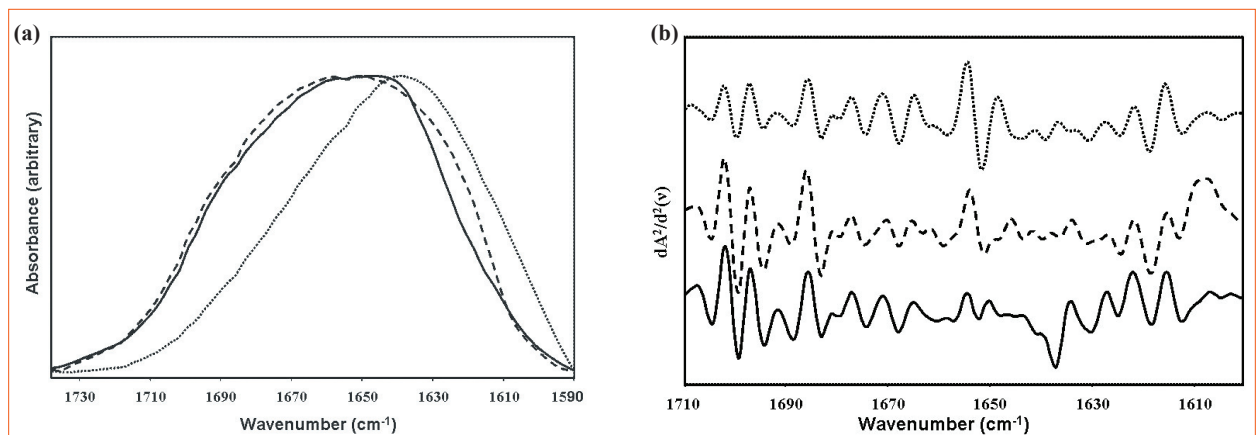 (a)
Absorbance (arbitrary)
1730 1710 1690 1670 1650 1630 1610 1590
Wavenumber (cm-1)
(b)
dA2/d2(v)
1710 1690 1670 1650 1630 1610
Wavenumber (cm-1)